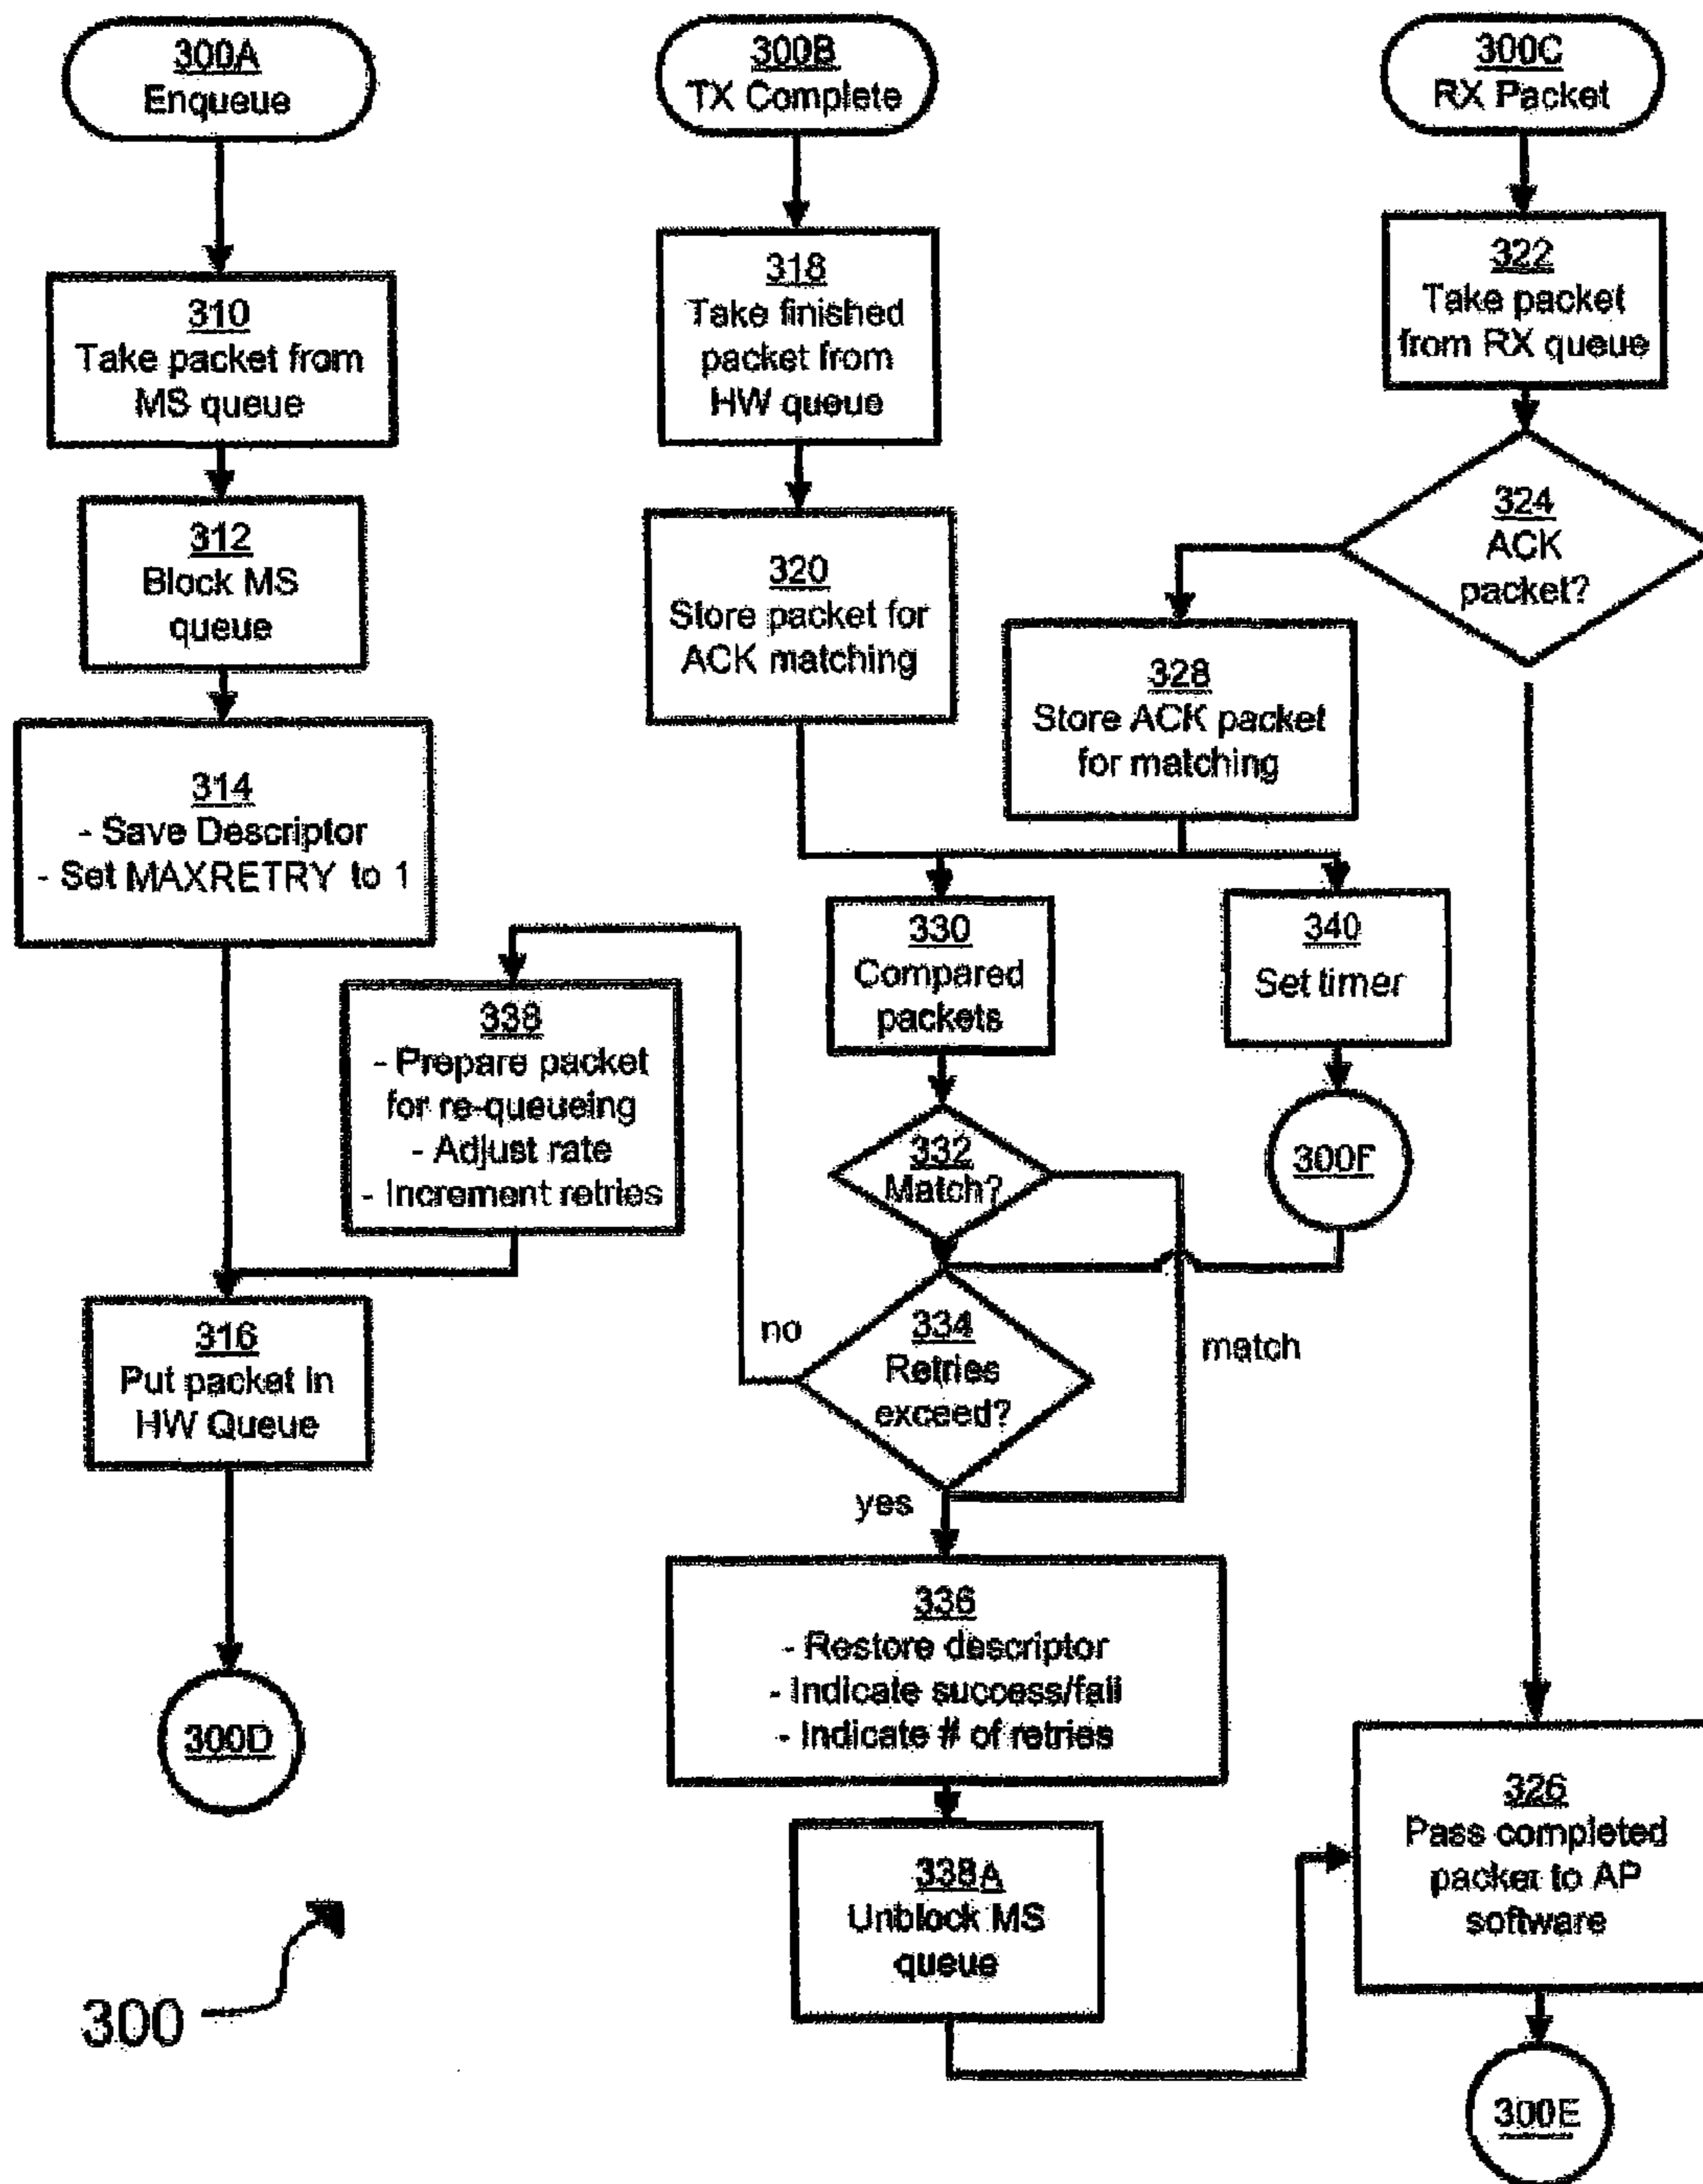 300A
Enqueue
310
Take packet from
MS queue
312
Block MS
queue
314
- Save Descriptor
- Set MAXRETRY to 1
338
- Prepare packet
for re-queueing
- Adjust rate
- Increment retries
316
Put packet in
HW Queue
300D
300
300B
TX Complete
318
Take finished
packet from
HW queue
320
Store packet for
ACK matching
330
Compared
packets
332
Match?
334
Retries
exceed?
no
yes
match
336
- Restore descriptor
- Indicate success/fail
- Indicate # of retries
338A
Unblock MS
queue
300C
RX Packet
322
Take packet
from RX queue
324
ACK
packet?
328
Store ACK packet
for matching
340
Set timer
300F
326
Pass completed
packet to AP
software
300E